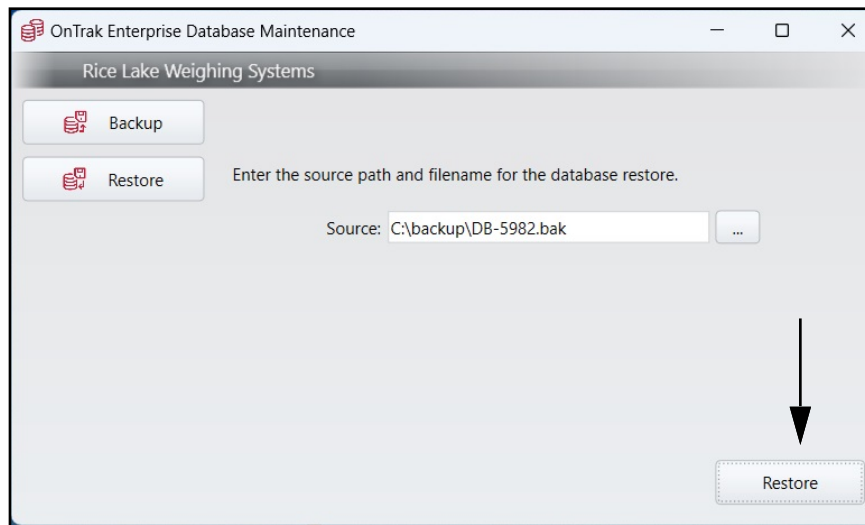 OnTrak Enterprise Database Maintenance
Rice Lake Weighing Systems
Backup
Restore
Enter the source path and filename for the database restore.
Source: C:\backup\DB-5982.bak ...
Restore